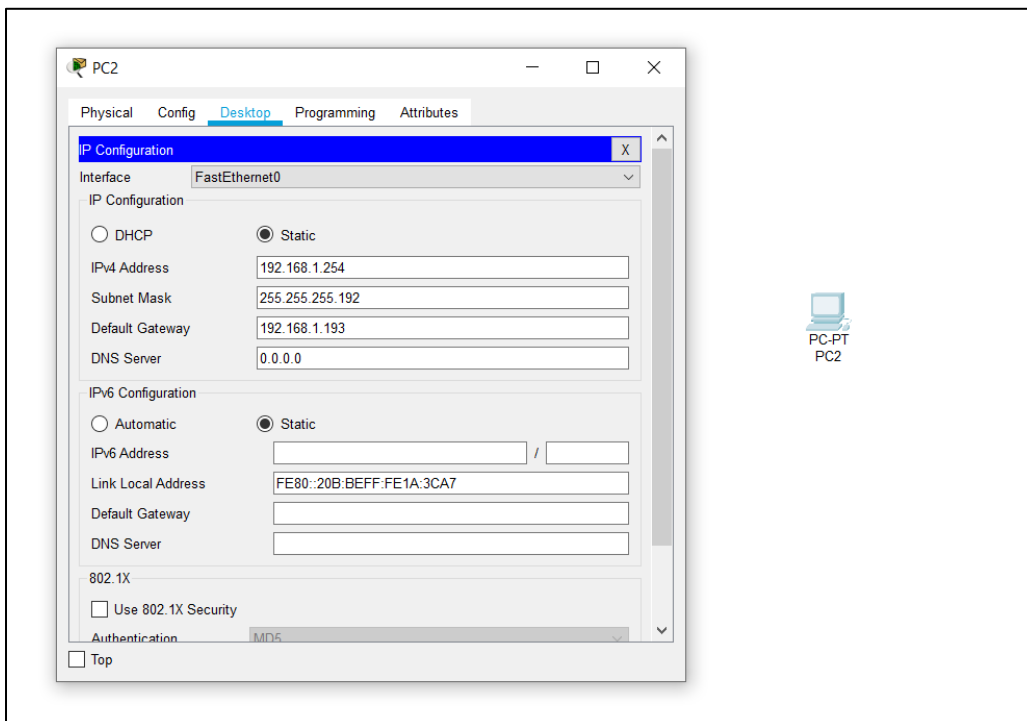 PC2
Physical Config Desktop Programming Attributes
IP Configuration X
Interface FastEthernet0
IP Configuration
DHCP Static
IPv4 Address 192.168.1.254
Subnet Mask 255.255.255.192
Default Gateway 192.168.1.193
DNS Server 0.0.0.0
IPv6 Configuration
Automatic Static
IPv6 Address /
Link Local Address FE80::20B:BEFF:FE1A:3CA7
Default Gateway
DNS Server
802.1X
Use 802.1X Security
Authentication MD5
Top
PC-PT
PC2